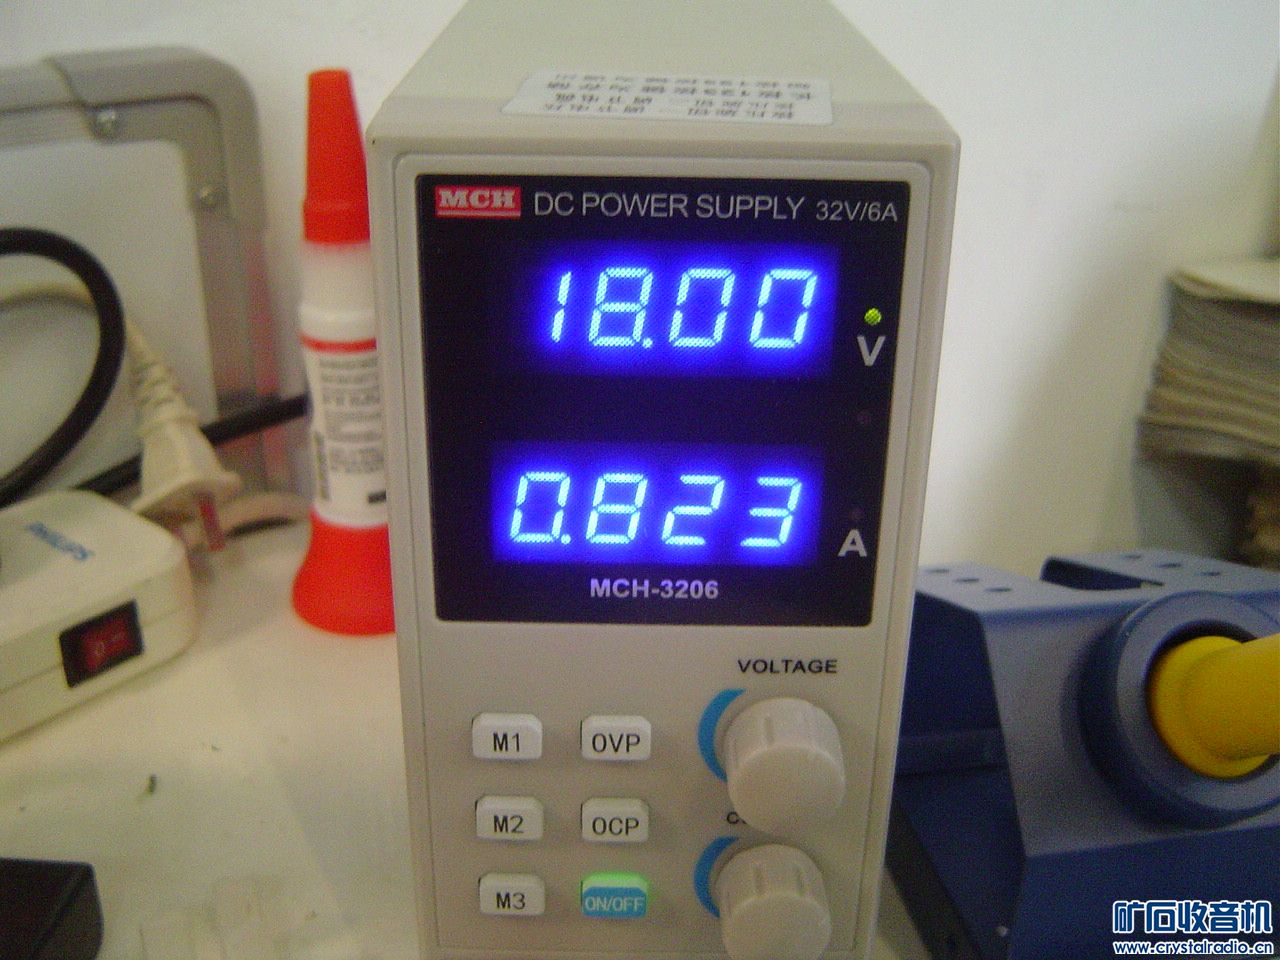 MCH DC POWER SUPPLY 32V/6A
18.00
V
0.823
A
MCH-3206
VOLTAGE
M1 OVP
M2 OCP
M3 ON/OFF
PHILIPS
矿石收音机
www.crystalradio.cn